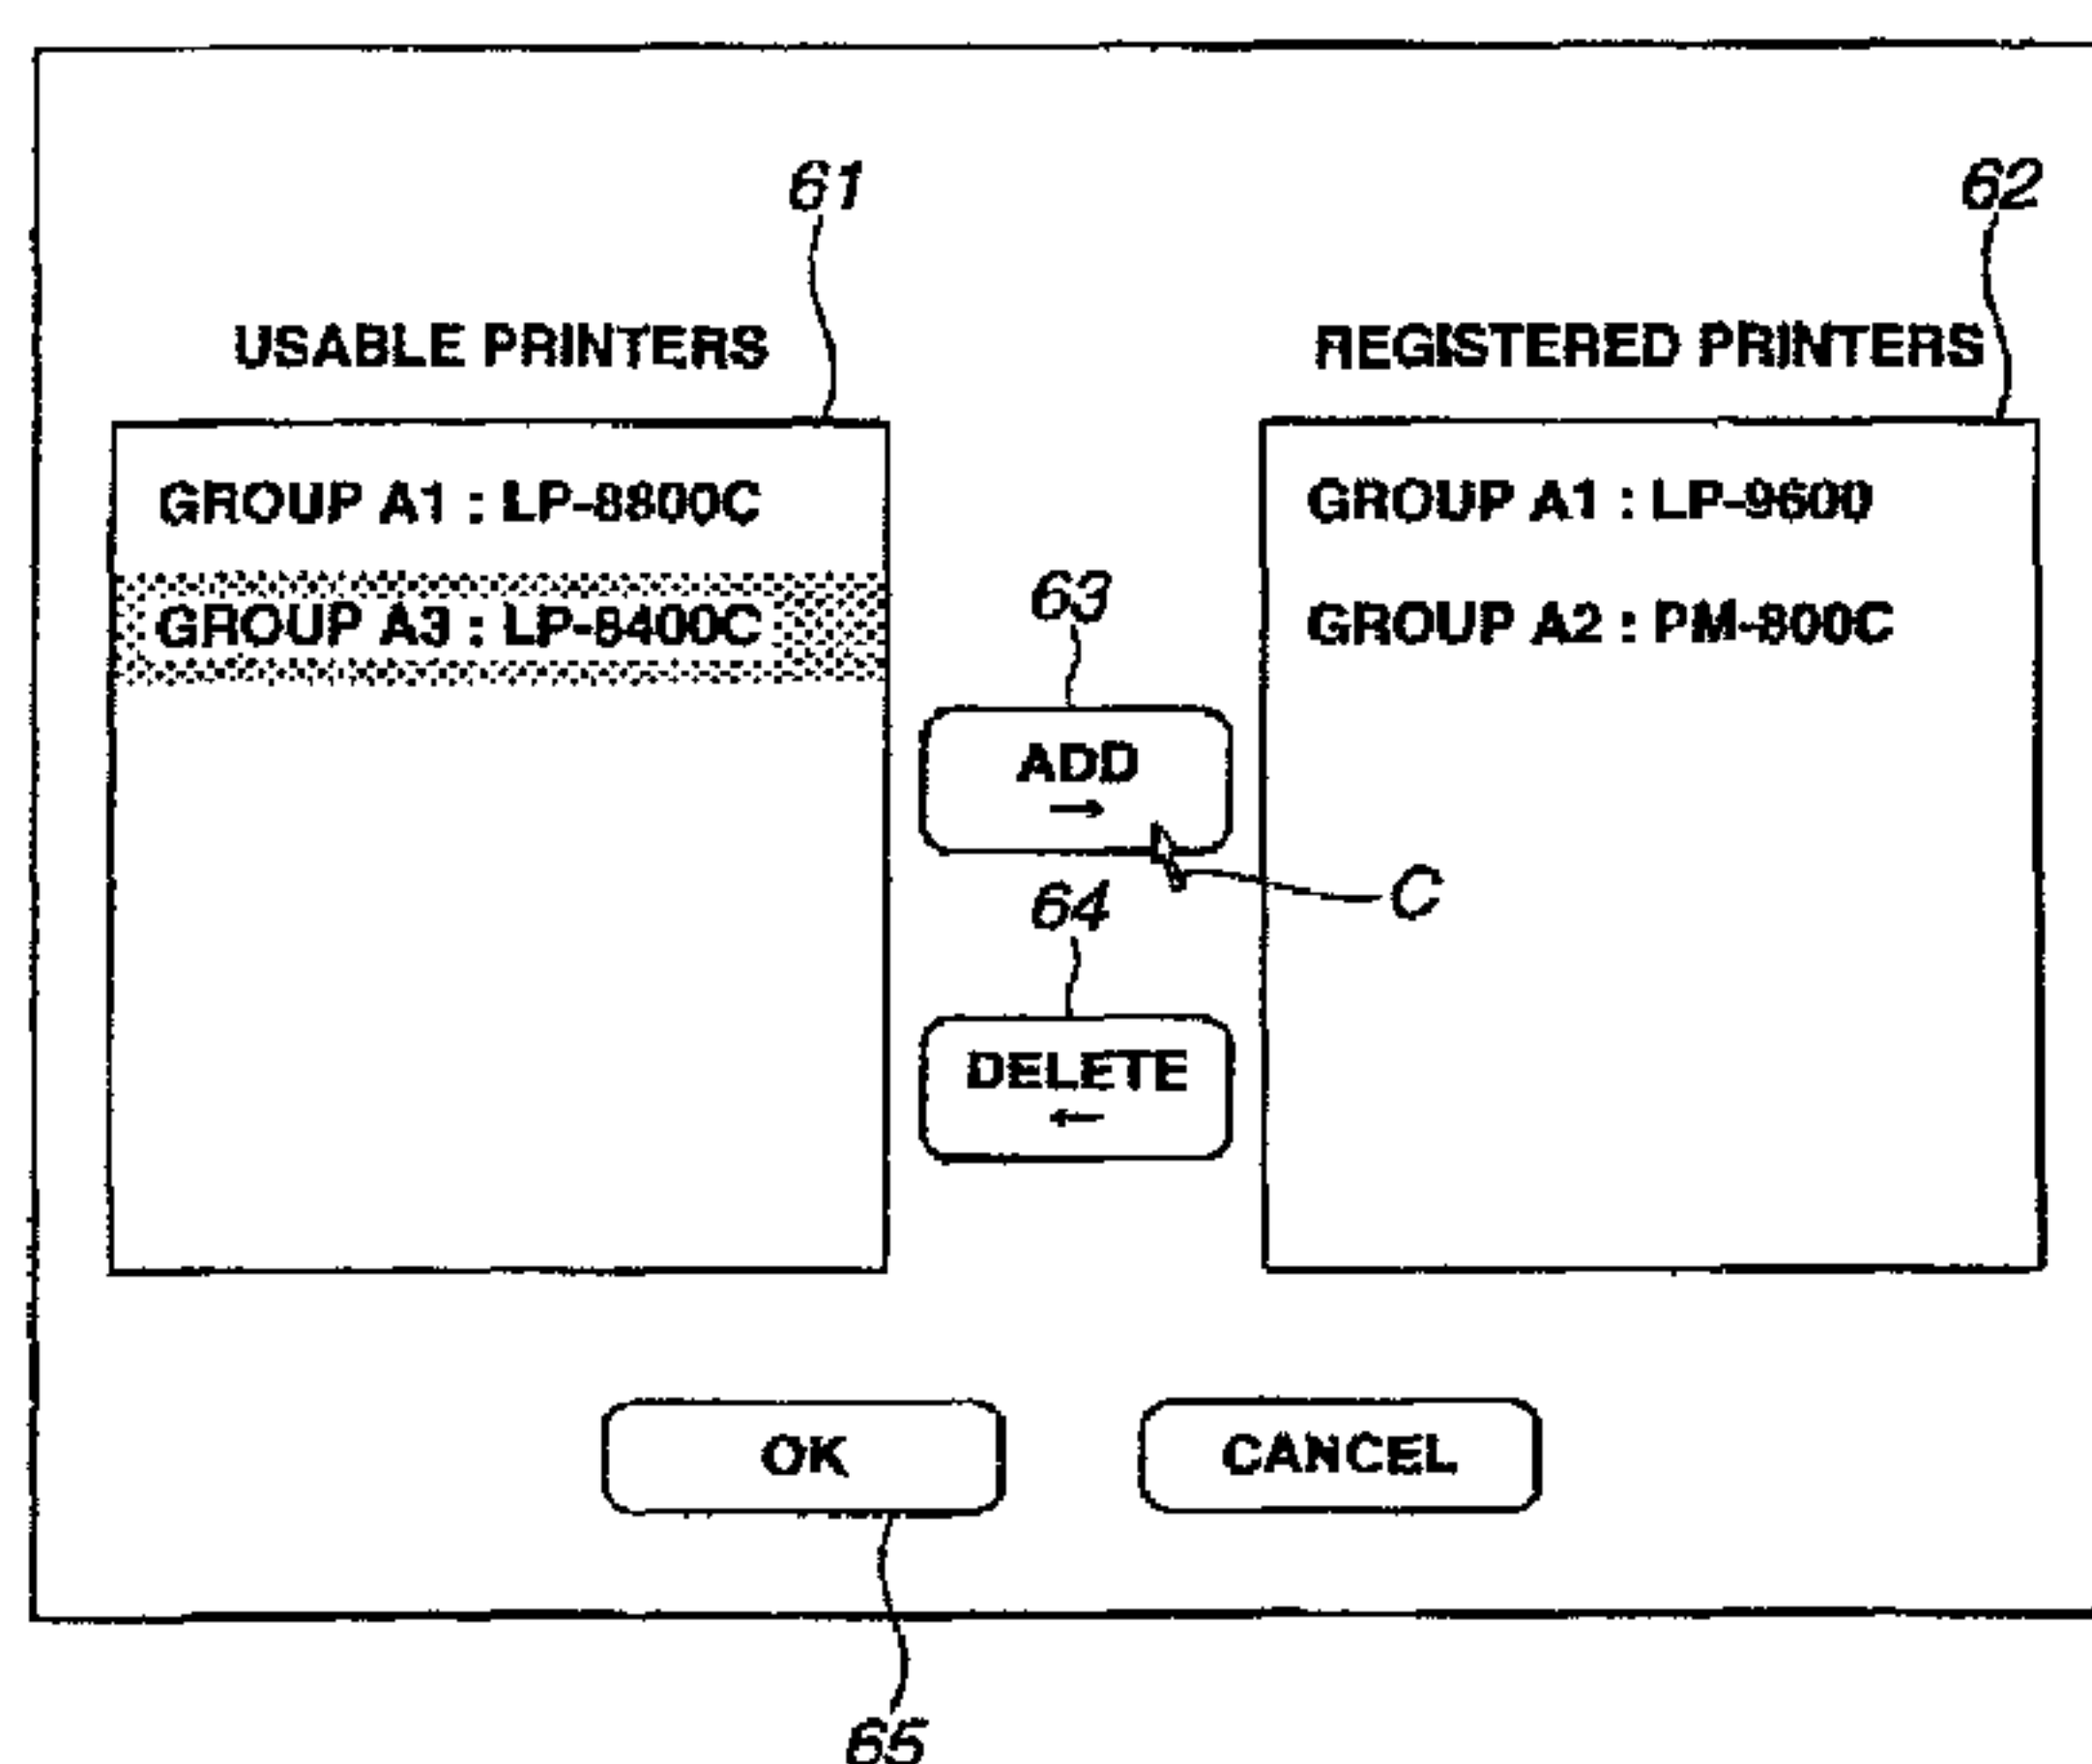 61
62
USABLE PRINTERS
REGISTERED PRINTERS
GROUP A1 : LP-8800C
GROUP A1 : LP-9600
GROUP A3 : LP-8400C
GROUP A2 : PM-800C
63
ADD
→
C
64
DELETE
←
OK
CANCEL
65